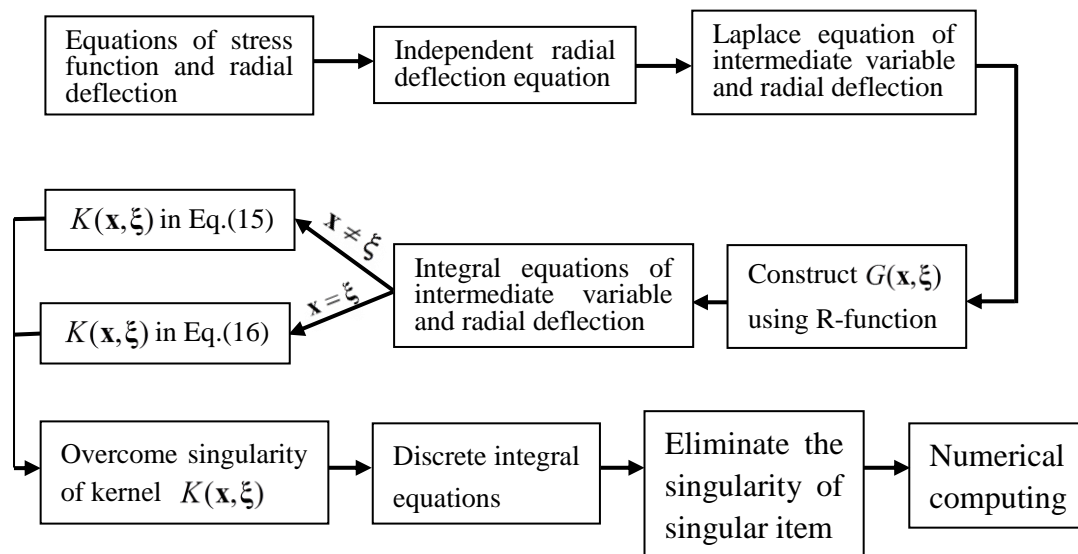 Equations of stress
function and radial
deflection
Independent radial
deflection equation
Laplace equation of
intermediate variable
and radial deflection
K(x,ξ) in Eq.(15)
x ≠ ξ
Integral equations of
intermediate variable
and radial deflection
Construct G(x,ξ)
using R-function
x = ξ
K(x,ξ) in Eq.(16)
Overcome singularity
of kernel K(x,ξ)
Discrete integral
equations
Eliminate the
singularity of
singular item
Numerical
computing